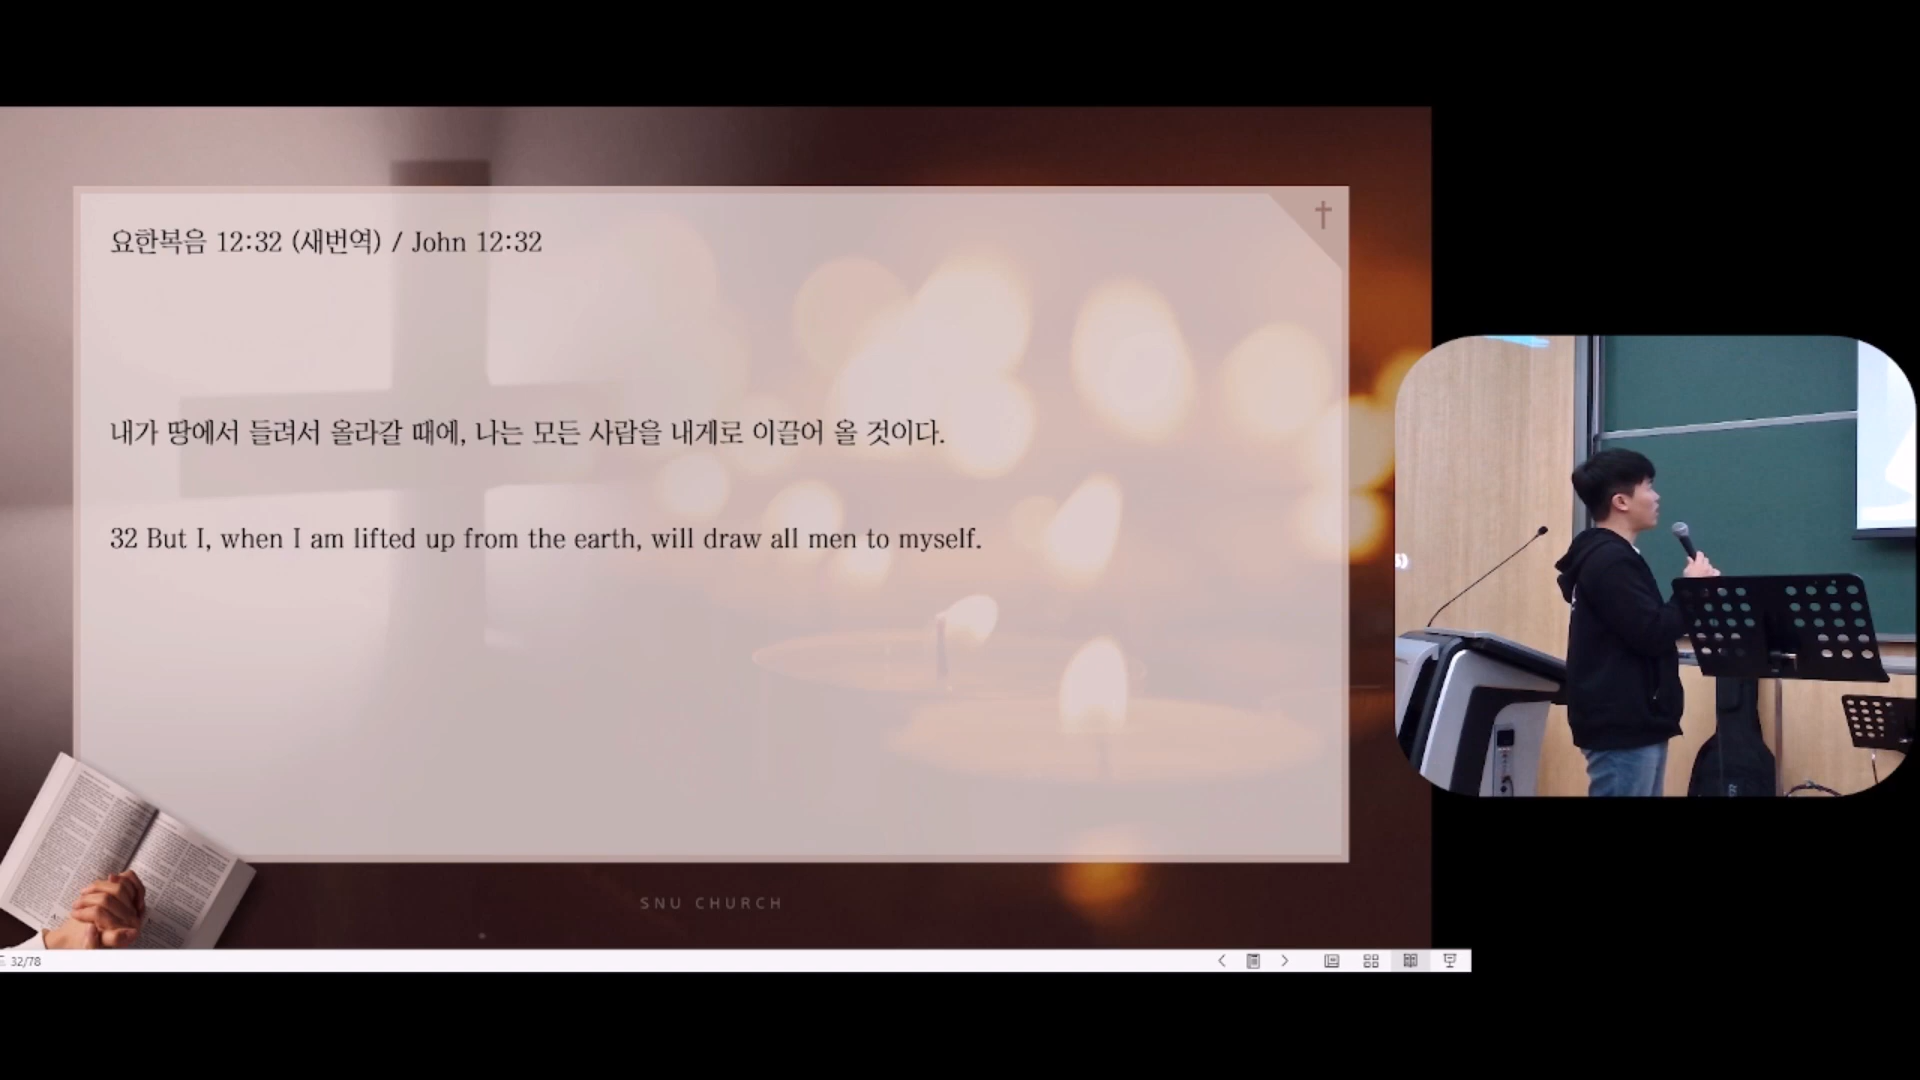 요한복음 12:32 (새번역) / John 12:32
내가 땅에서 들려서 올라갈 때에, 나는 모든 사람을 내게로 이끌어 올 것이다.
32 But I, when I am lifted up from the earth, will draw all men to myself.
SNU CHURCH
32/78